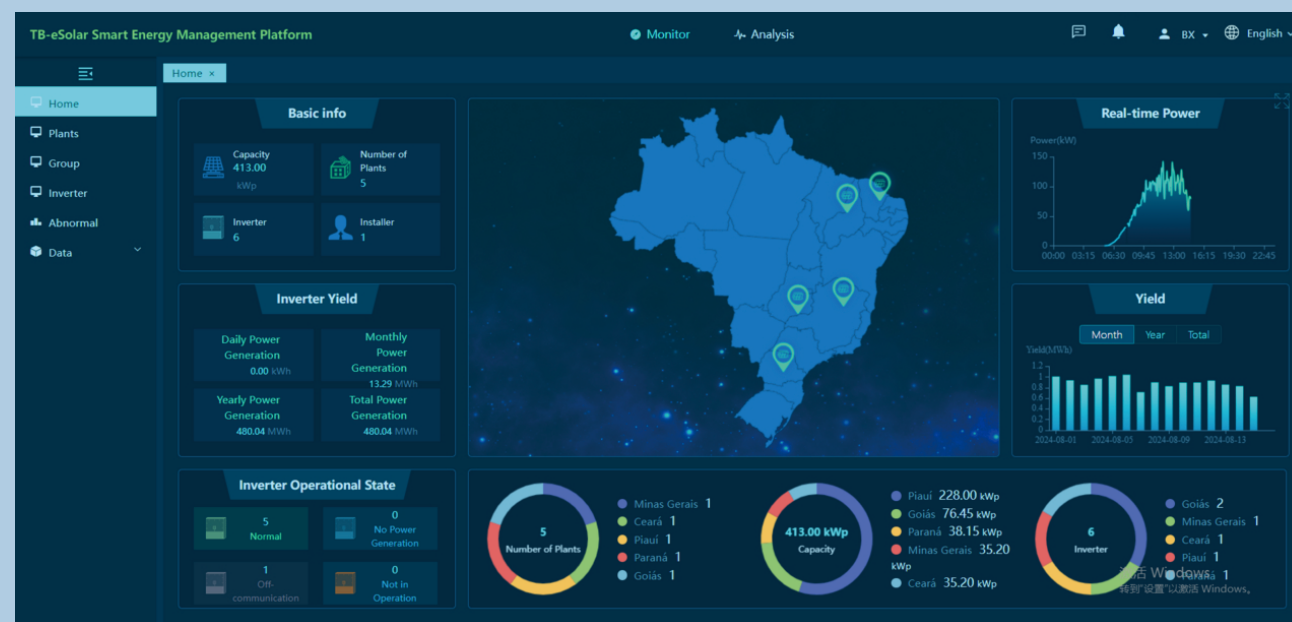 TB-eSolar Smart Energy Management Platform
Monitor
Analysis
BX
English
Home ×
Home
Plants
Group
Inverter
Abnormal
Data
Basic info
Capacity
413.00
kWp
Number of
Plants
5
Inverter
6
Installer
1
Inverter Yield
Daily Power
Generation
0.00 kWh
Monthly
Power
Generation
13.29 MWh
Yearly Power
Generation
480.04 MWh
Total Power
Generation
480.04 MWh
Inverter Operational State
5
Normal
0
No Power
Generation
1
Off-
communication
0
Not in
Operation
Real-time Power
Power(kW)
150
100
50
0
00:00 03:15 06:30 09:45 13:00 16:15 19:30 22:45
Yield
Month Year Total
Yield(MWh)
1.2
1
0.8
0.6
0.4
0.2
0
2024-08-01 2024-08-05 2024-08-09 2024-08-13
5
Number of Plants
Minas Gerais 1
Ceará 1
Piauí 1
Paraná 1
Goiás 1
413.00 kWp
Capacity
Piauí 228.00 kWp
Goiás 76.45 kWp
Paraná 38.15 kWp
Minas Gerais 35.20
kWp
Ceará 35.20 kWp
6
Inverter
Goiás 2
Minas Gerais 1
Ceará 1
Piauí 1
Paraná 1
激活 Windows
转到"设置"以激活 Windows。